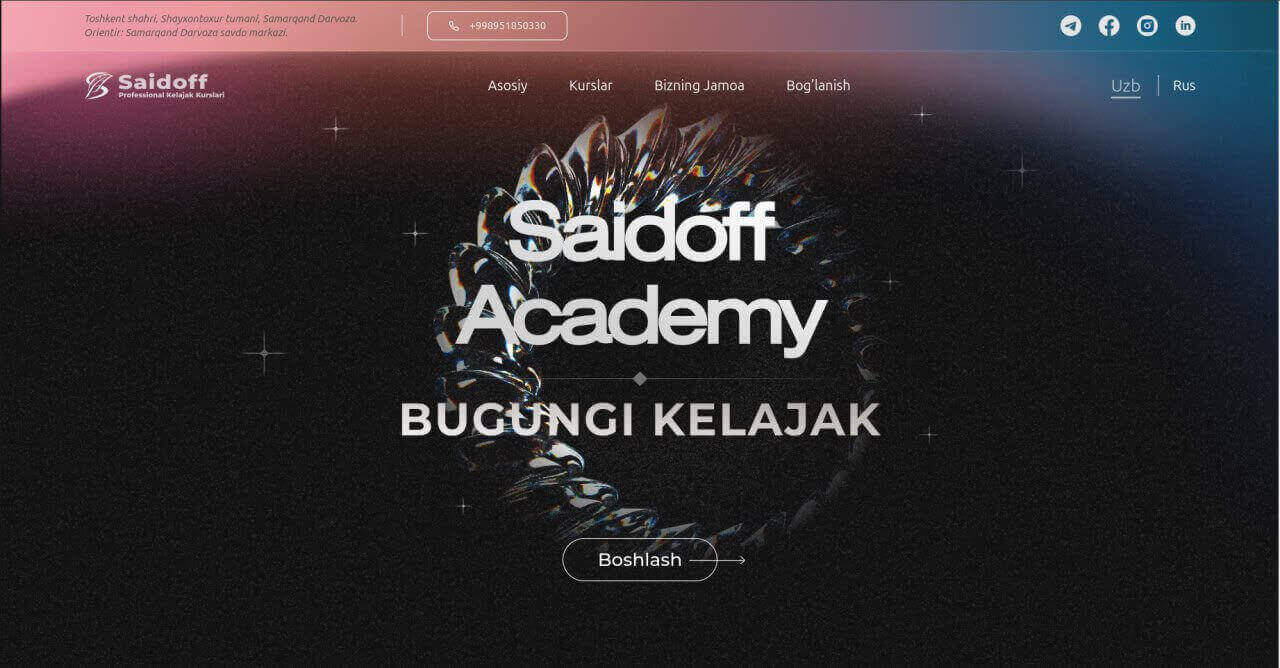 Toshkent shahri, Shayxontoxur tumani, Samarqand Darvoza.
Orientir: Samarqand Darvoza savdo markazi.
+998951850330
Saidoff
Professional Kelajak Kurslari
Asosiy
Kurslar
Bizning Jamoa
Bog'lanish
Uzb
Rus
Saidoff
Academy
BUGUNGI KELAJAK
Boshlash